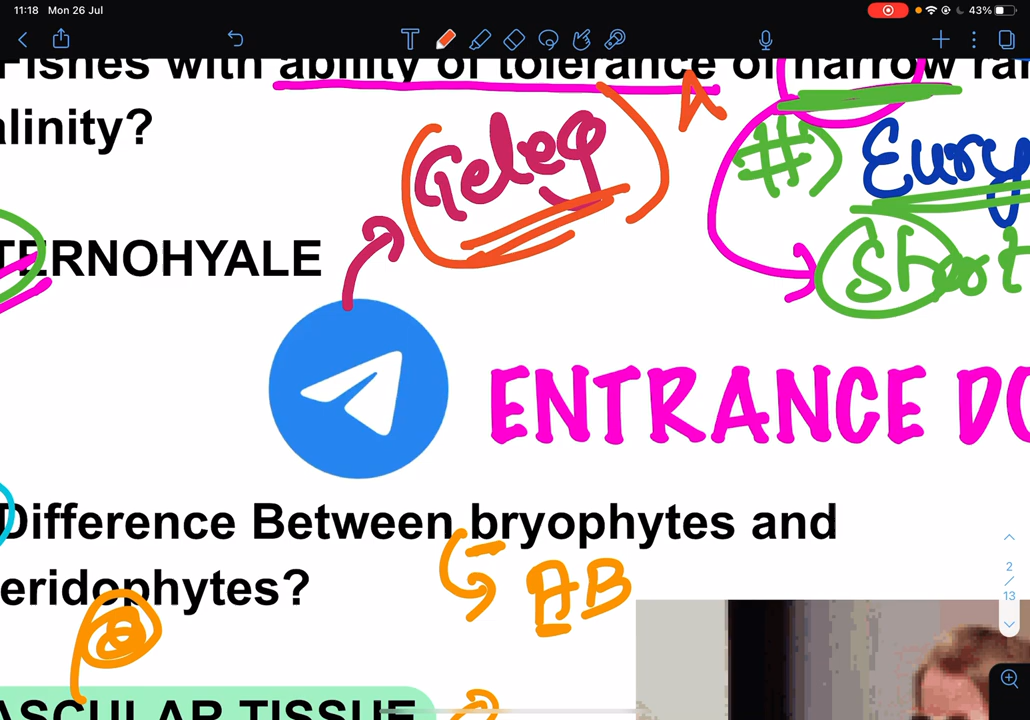 11:18 Mon 26 Jul
43%
Fishes with ability of tolerance of narrow ra
alinity?
Teleg
#) Eury
Short
TERNOHYALE
ENTRANCE DO
Difference Between bryophytes and
eridophytes?
AB
2
/
13
ASCULAR TISSUE